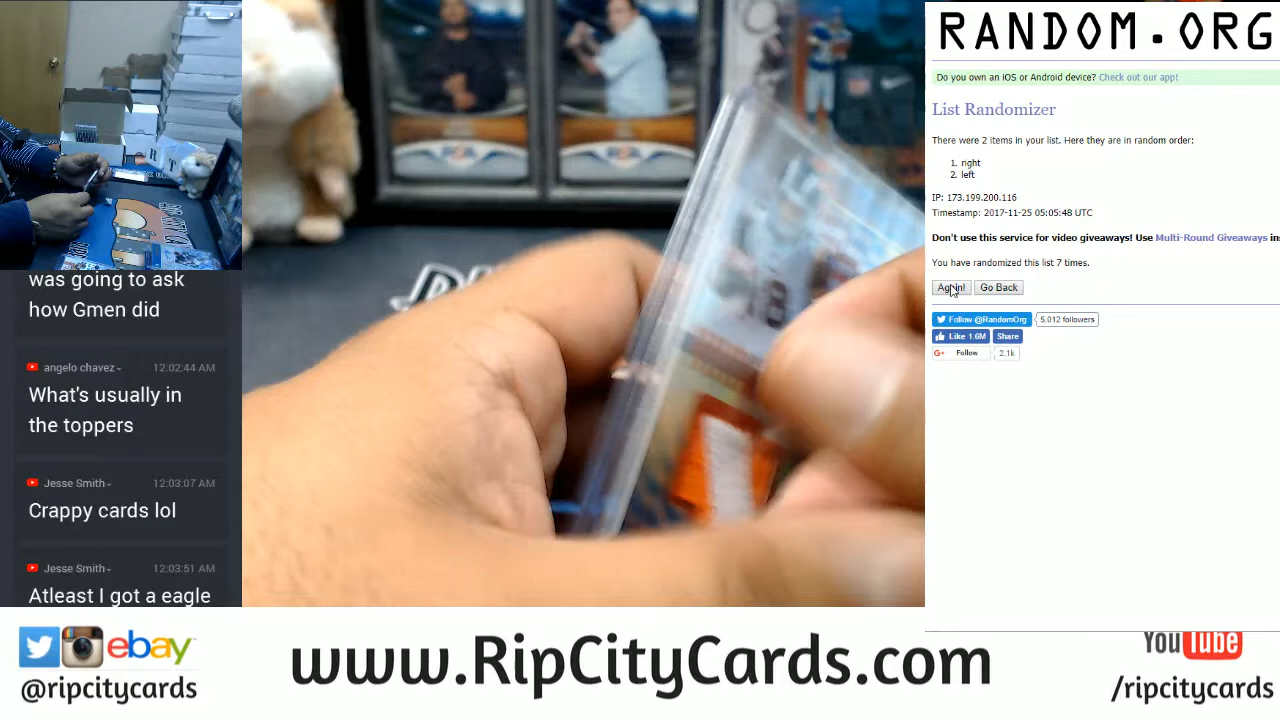 RANDOM.ORG
Do you own an iOS or Android device? Check out our app!
List Randomizer
There were 2 items in your list. Here they are in random order:
1. right
2. left
IP: 173.199.200.116
Timestamp: 2017-11-25 05:05:48 UTC
Don't use this service for video giveaways! Use Multi-Round Giveaways
You have randomized this list 7 times.
Again! Go Back
Follow @RandomOrg 5,012 followers
Like 1.6M Share
G+ Follow 2.1k
was going to ask
how Gmen did
angelo chavez 12:02:44 AM
What's usually in
the toppers
Jesse Smith 12:03:07 AM
Crappy cards lol
Jesse Smith 12:03:51 AM
Atleast I got a eagle
ebay
@ripcitycards
www.RipCityCards.com
YouTube
/ripcitycards